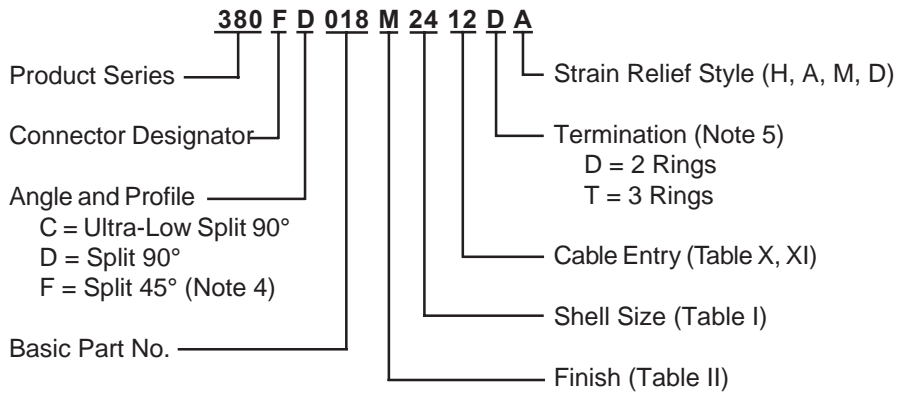 380 F D 018 M 24 12 D A
Product Series
Connector Designator
Angle and Profile
C = Ultra-Low Split 90°
D = Split 90°
F = Split 45° (Note 4)
Basic Part No.
Strain Relief Style (H, A, M, D)
Termination (Note 5)
D = 2 Rings
T = 3 Rings
Cable Entry (Table X, XI)
Shell Size (Table I)
Finish (Table II)